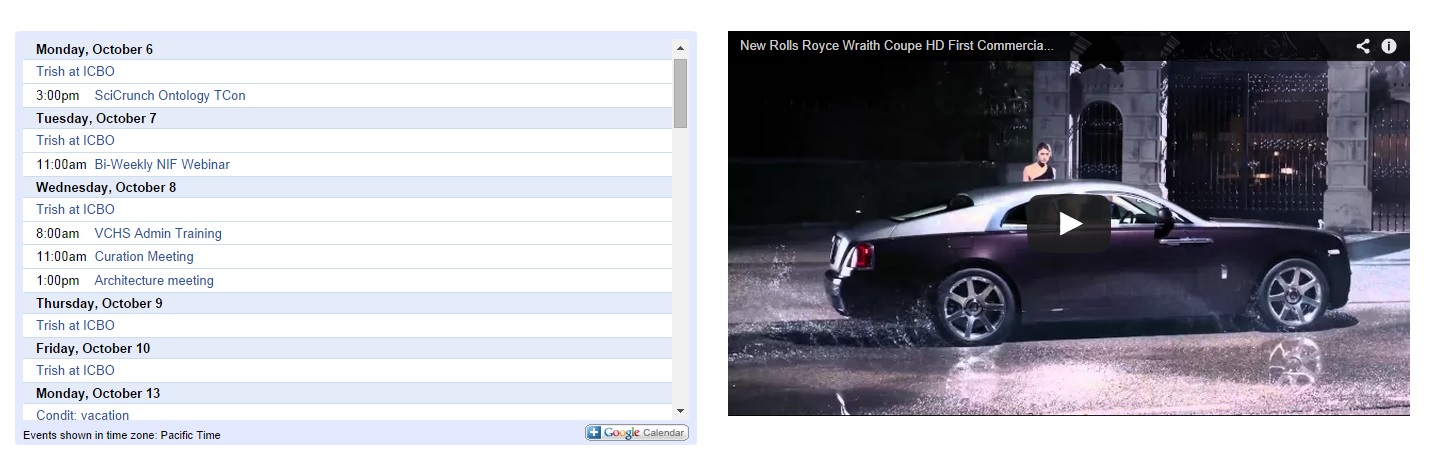 Monday, October 6
Trish at ICBO
3:00pm SciCrunch Ontology TCon
Tuesday, October 7
Trish at ICBO
11:00am Bi-Weekly NIF Webinar
Wednesday, October 8
Trish at ICBO
8:00am VCHS Admin Training
11:00am Curation Meeting
1:00pm Architecture meeting
Thursday, October 9
Trish at ICBO
Friday, October 10
Trish at ICBO
Monday, October 13
Condit: vacation
Events shown in time zone: Pacific Time
Google Calendar
New Rolls Royce Wraith Coupe HD First Commercia...